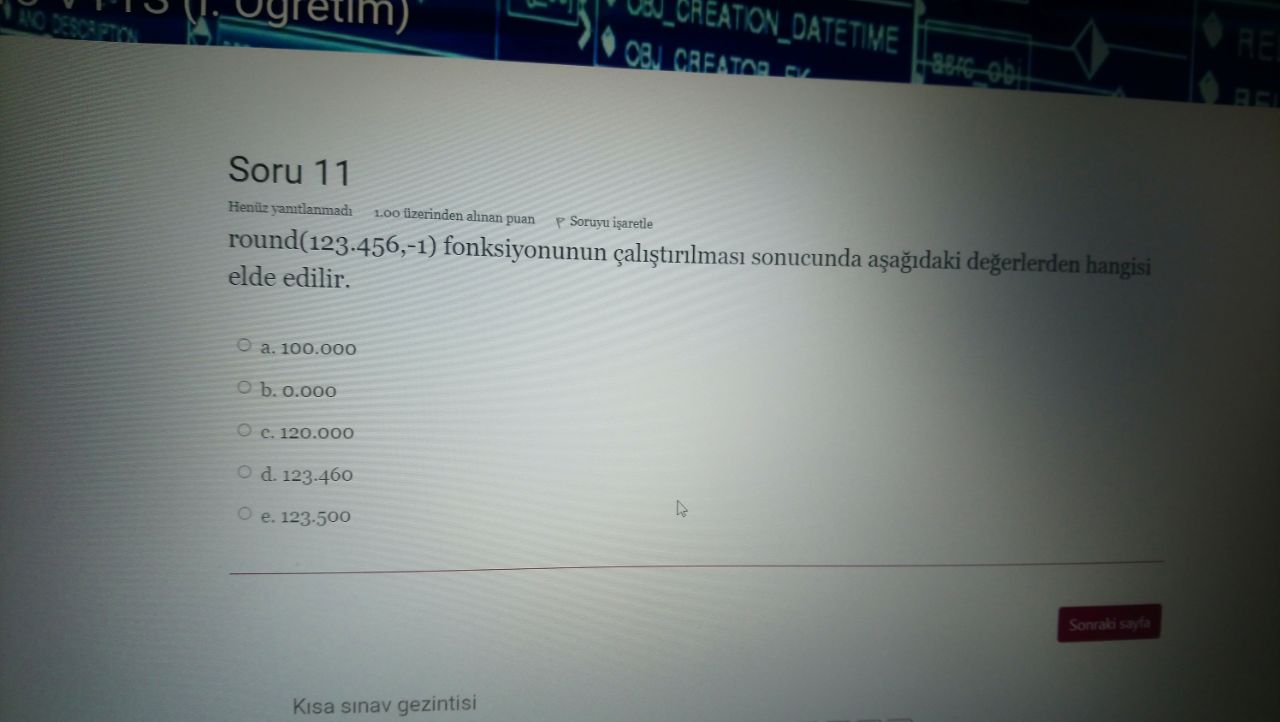 (I. Öğretim)
AND_DESCRIPTION
OBJ_CREATION_DATETIME
OBJ_CREATOR_FK
Soru 11
Henüz yanıtlanmadı 1.00 üzerinden alınan puan Soruyu işaretle
round(123.456,-1) fonksiyonunun çalıştırılması sonucunda aşağıdaki değerlerden hangisi
elde edilir.
a. 100.000
b. 0.000
c. 120.000
d. 123.460
e. 123.500
Sonraki sayfa
Kısa sınav gezintisi